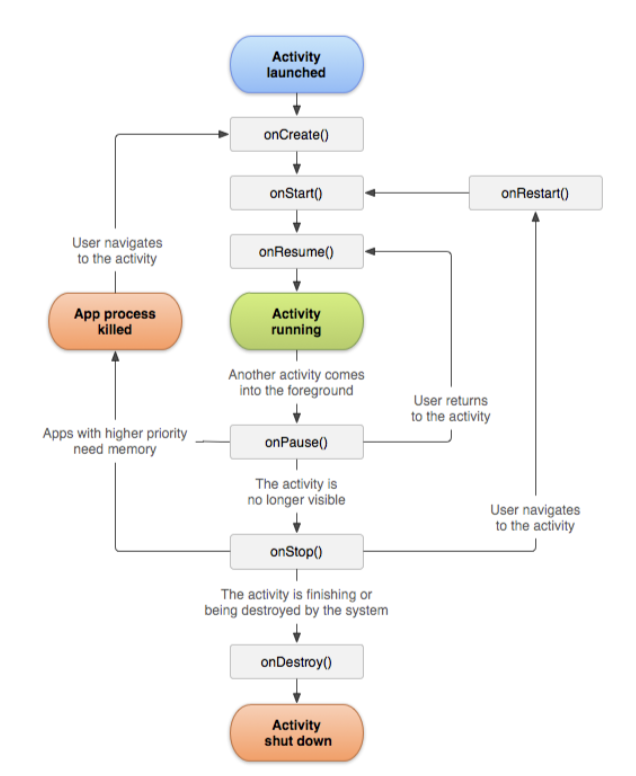 Activity
launched
onCreate()
onStart()
onRestart()
User navigates
to the activity
onResume()
App process
killed
Activity
running
Another activity comes
into the foreground
User returns
to the activity
Apps with higher priority
need memory
onPause()
The activity is
no longer visible
User navigates
to the activity
onStop()
The activity is finishing or
being destroyed by the system
onDestroy()
Activity
shut down